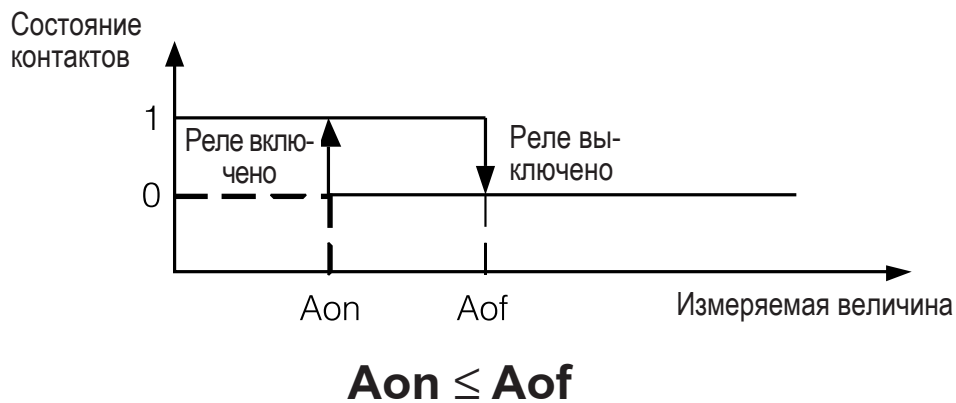 Состояние
контактов
1
Реле вклю-
чено
Реле вы-
ключено
0
Aon
Aof
Измеряемая величина
Aon ≤ Aof